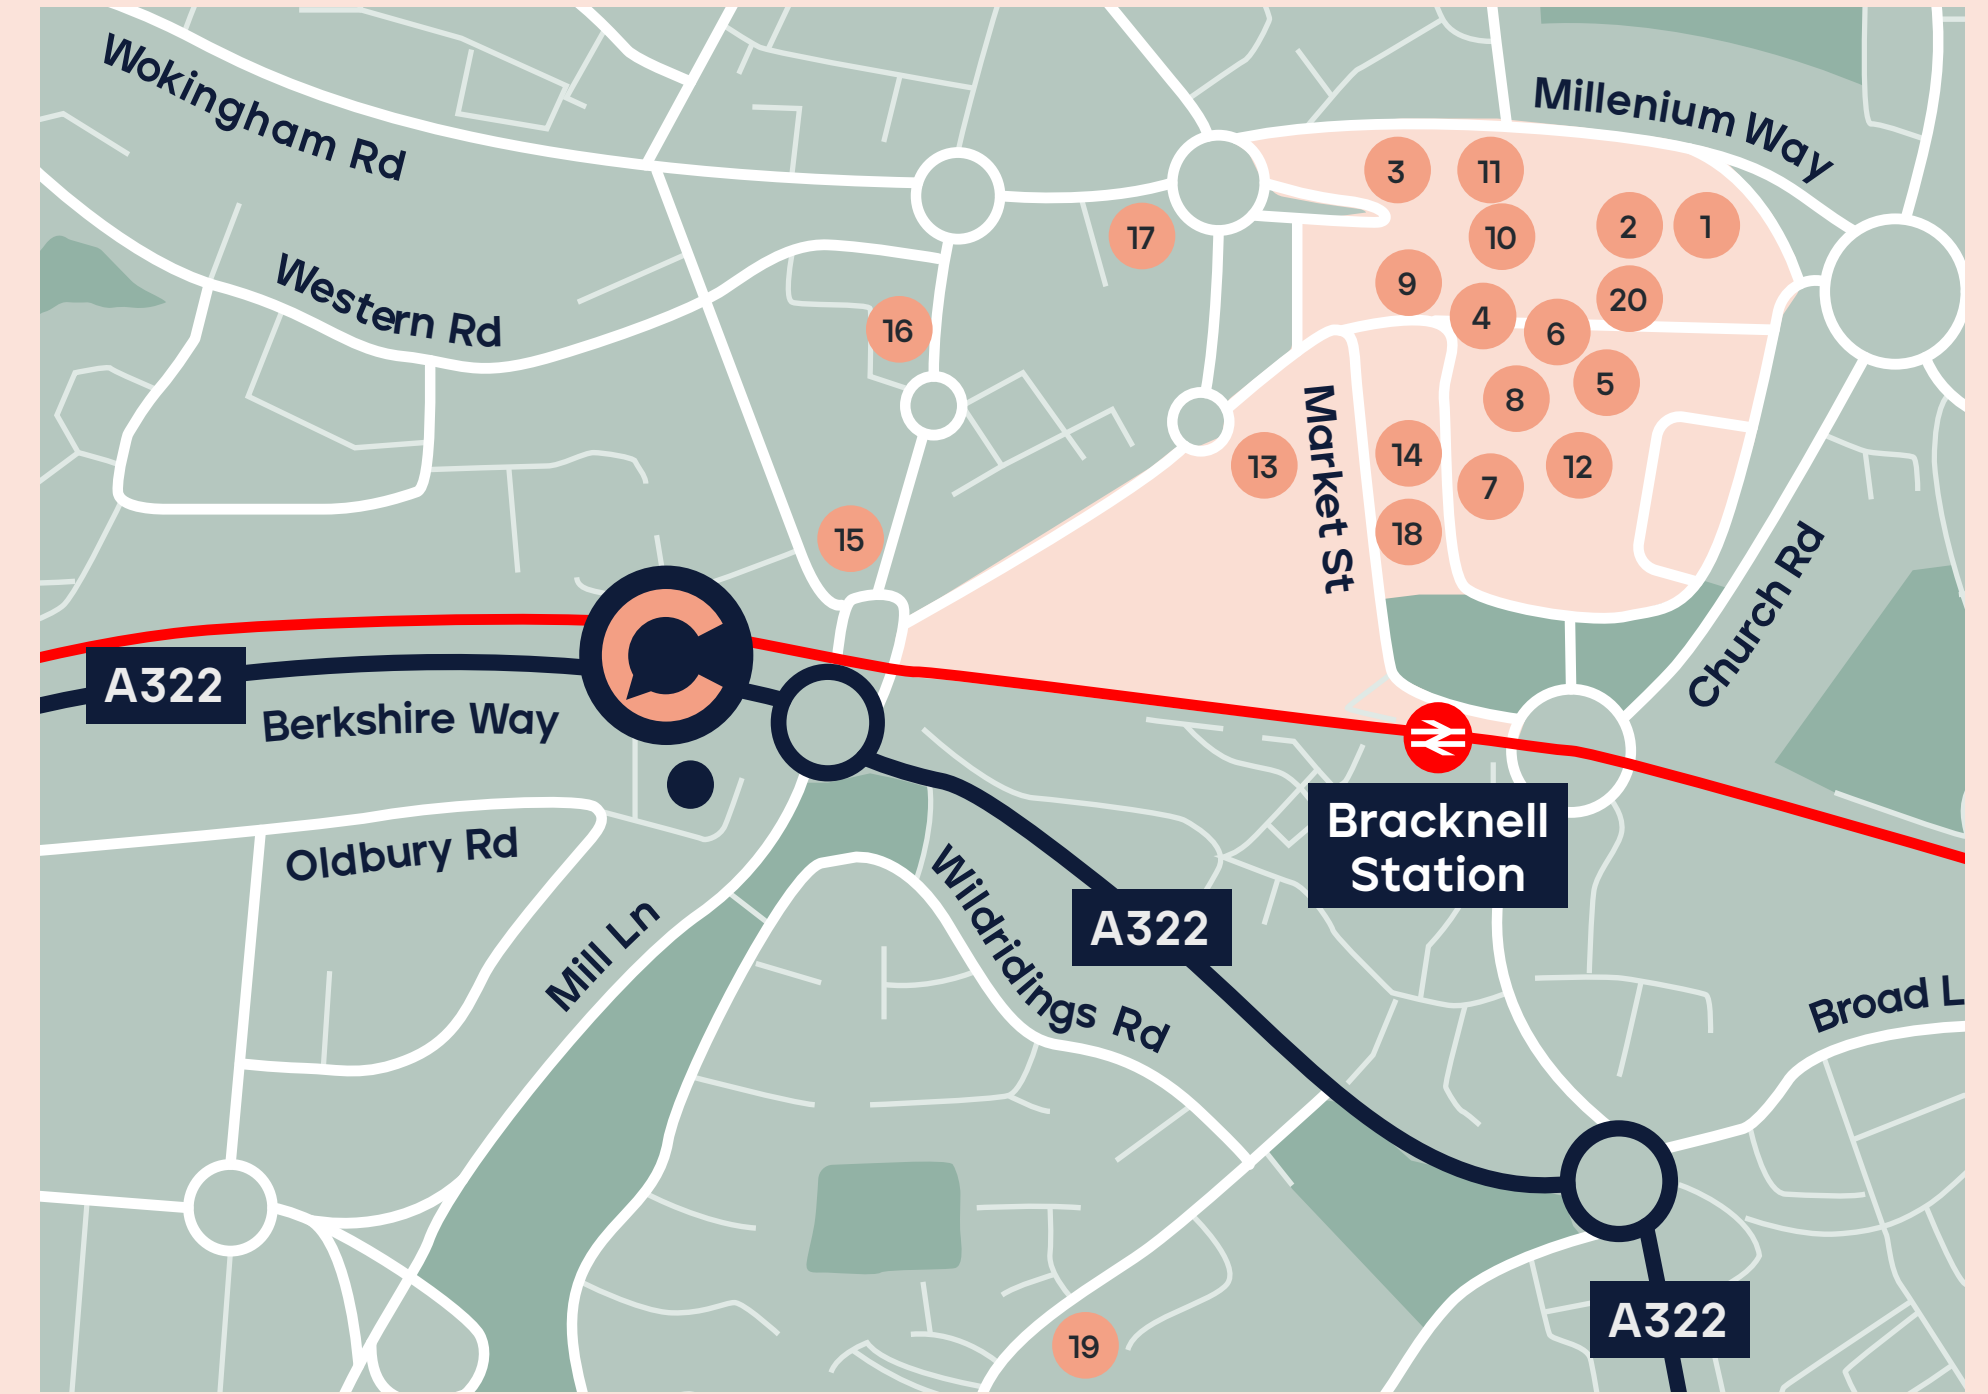 Wokingham Rd
Millenium Way
3
11
2
1
17
10
Western Rd
9
20
4
6
16
5
8
Market St
14
13
12
7
18
15
Church Rd
A322
Berkshire Way
Bracknell
Station
Oldbury Rd
Mill Ln
Wildridings Rd
A322
Broad L
A322
19